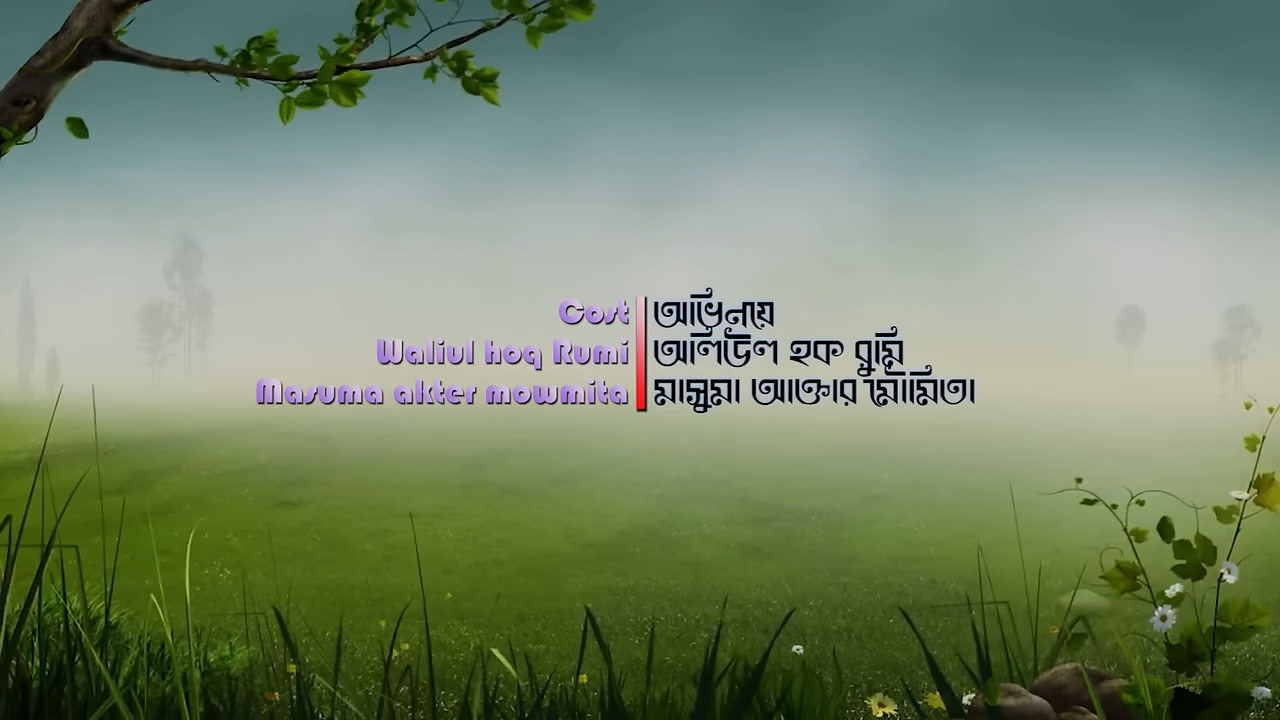 Cost
Waliul hoq Rumi
Masuma akter mowmita
অভিনয়ে
অলিউল হক রুমি
মাসুমা আক্তার মৌমিতা